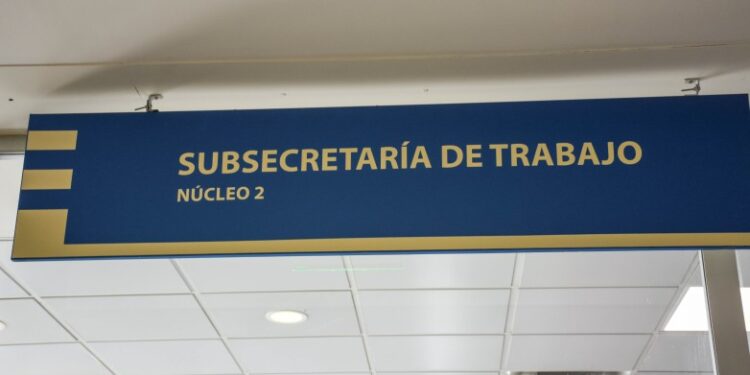 SUBSECRETARÍA DE TRABAJO
NÚCLEO 2